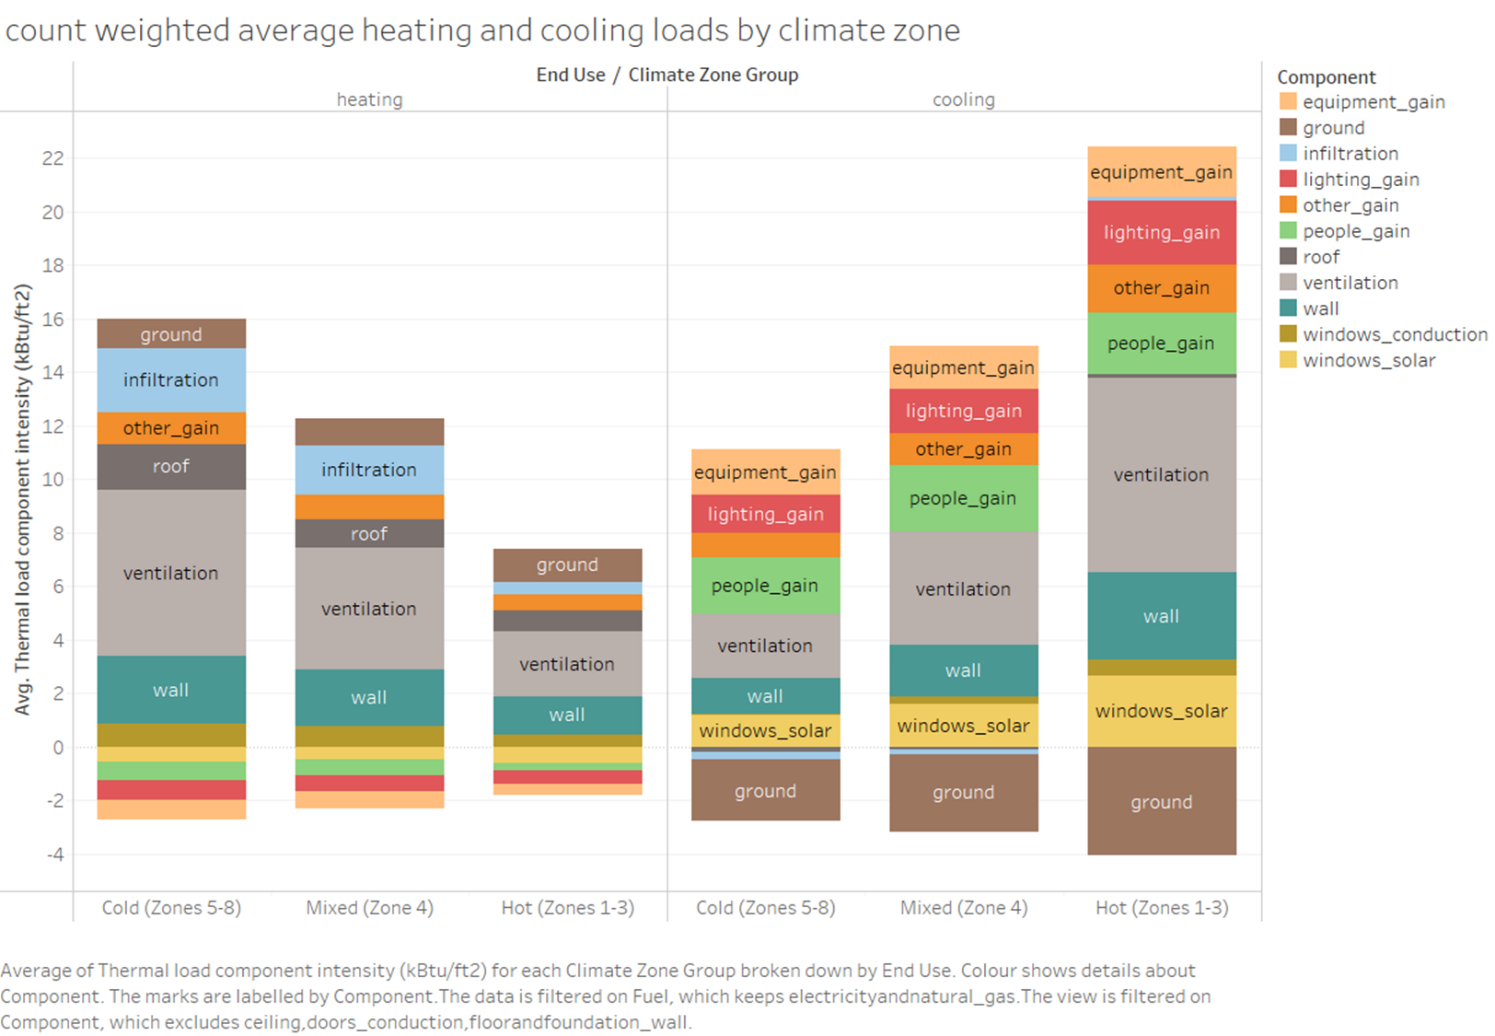 count weighted average heating and cooling loads by climate zone
End Use / Climate Zone Group
heating
cooling
Component
equipment_gain
ground
infiltration
lighting_gain
other_gain
people_gain
roof
ventilation
wall
windows_conduction
windows_solar
Avg. Thermal load component intensity (kBtu/ft2)
22
20
18
16
14
12
10
8
6
4
2
0
-2
-4
ground
infiltration
other_gain
roof
ventilation
wall
infiltration
roof
ventilation
wall
ground
ventilation
wall
equipment_gain
lighting_gain
people_gain
ventilation
wall
windows_solar
ground
equipment_gain
lighting_gain
other_gain
people_gain
ventilation
wall
windows_solar
ground
equipment_gain
lighting_gain
other_gain
people_gain
ventilation
wall
windows_solar
ground
Cold (Zones 5-8)
Mixed (Zone 4)
Hot (Zones 1-3)
Cold (Zones 5-8)
Mixed (Zone 4)
Hot (Zones 1-3)
Average of Thermal load component intensity (kBtu/ft2) for each Climate Zone Group broken down by End Use. Colour shows details about
Component. The marks are labelled by Component.The data is filtered on Fuel, which keeps electricityandnatural_gas.The view is filtered on
Component, which excludes ceiling,doors_conduction,floorandfoundation_wall.